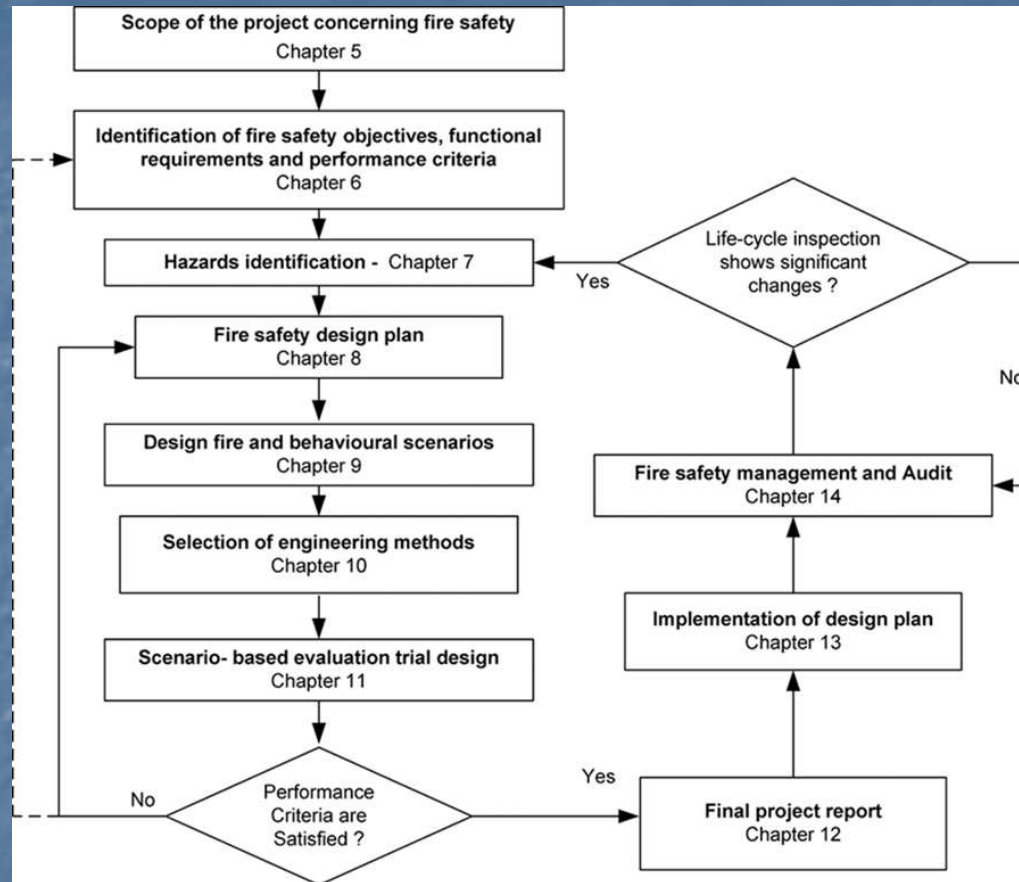 Scope of the project concerning fire safety
Chapter 5
Identification of fire safety objectives, functional
requirements and performance criteria
Chapter 6
Hazards identification - Chapter 7
Fire safety design plan
Chapter 8
Design fire and behavioural scenarios
Chapter 9
Selection of engineering methods
Chapter 10
Scenario- based evaluation trial design
Chapter 11
No
Performance
Criteria are
Satisfied ?
Yes
Final project report
Chapter 12
Implementation of design plan
Chapter 13
Fire safety management and Audit
Chapter 14
Life-cycle inspection
shows significant
changes ?
Yes
No